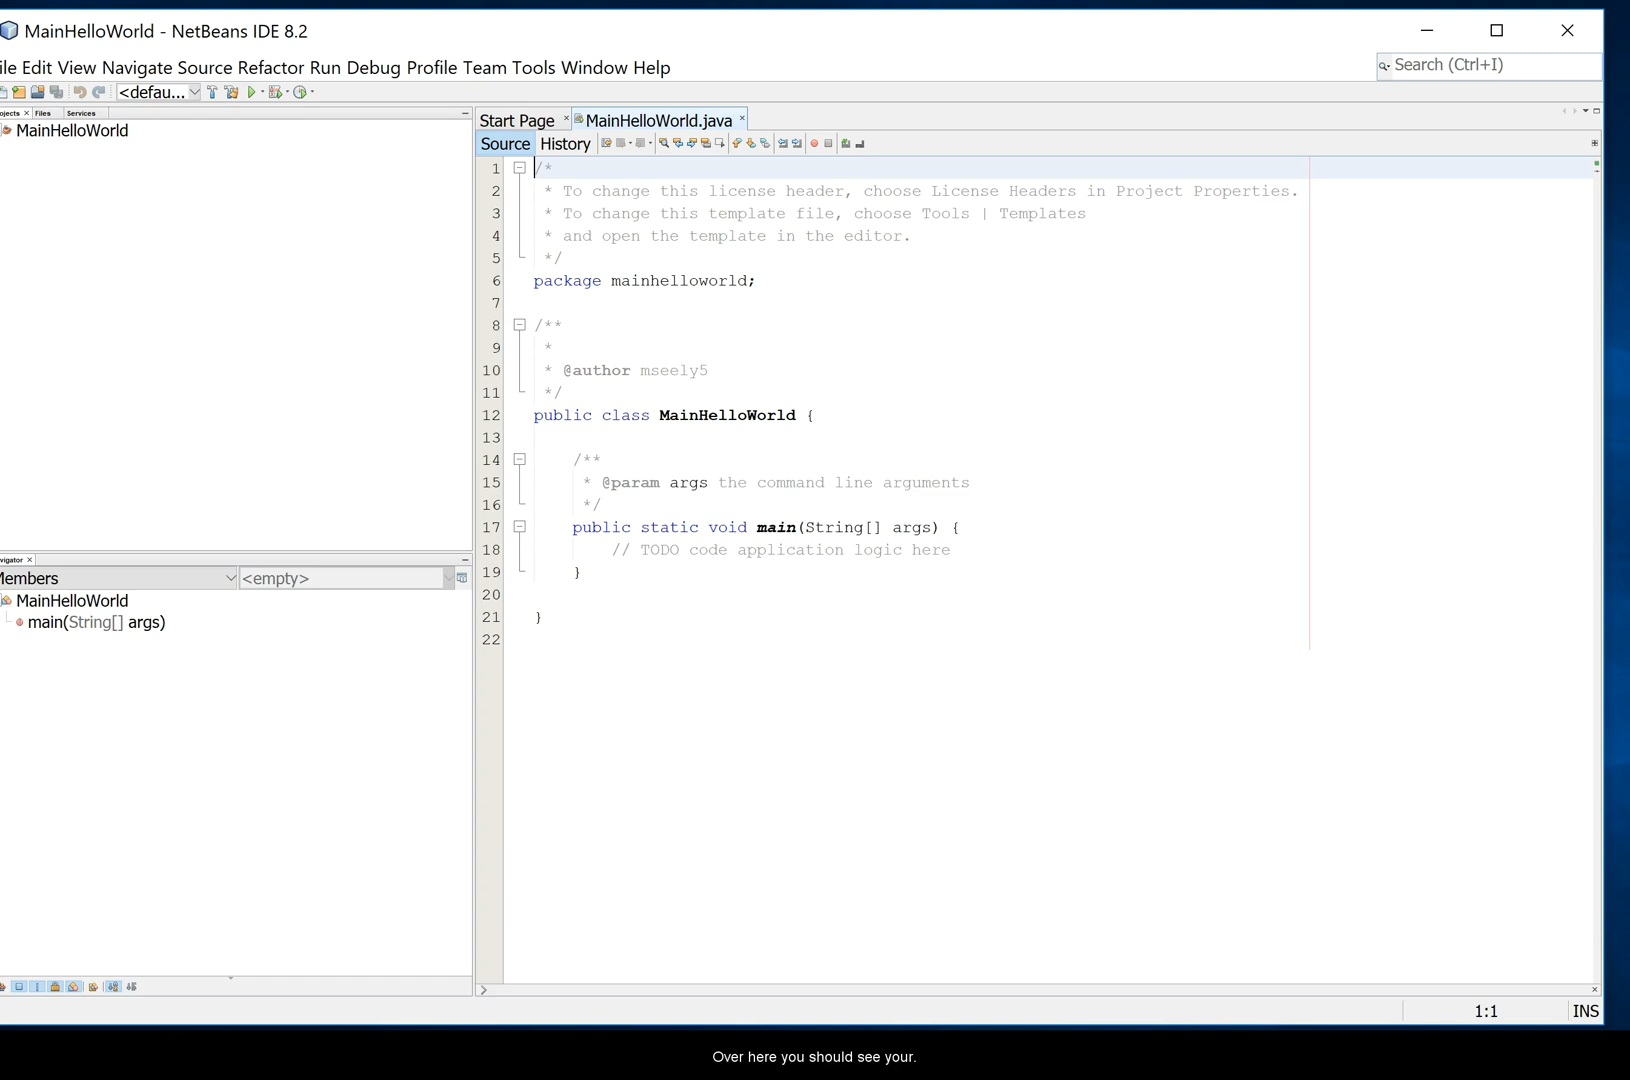 MainHelloWorld - NetBeans IDE 8.2
ile Edit View Navigate Source Refactor Run Debug Profile Team Tools Window Help
Search (Ctrl+I)
<defau...
ojects Files Services
MainHelloWorld
Start Page MainHelloWorld.java
Source History
1 /*
2 * To change this license header, choose License Headers in Project Properties.
3 * To change this template file, choose Tools | Templates
4 * and open the template in the editor.
5 */
6 package mainhelloworld;
7
8 /**
9 *
10 * @author mseely5
11 */
12 public class MainHelloWorld {
13
14 /**
15 * @param args the command line arguments
16 */
17 public static void main(String[] args) {
18 // TODO code application logic here
19 }
20
21 }
22
vigator
Members <empty>
MainHelloWorld
main(String[] args)
1:1 INS
Over here you should see your.